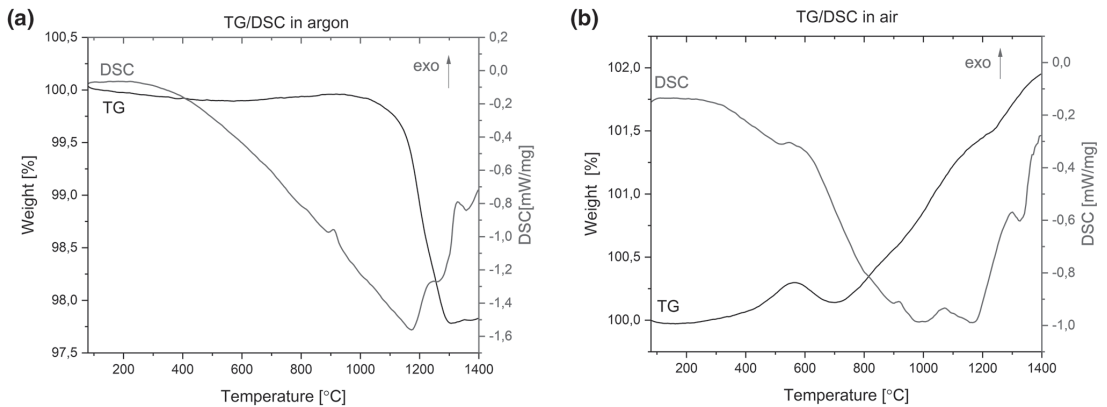 (a)
TG/DSC in argon
100,5
100,0
99,5
99,0
98,5
98,0
97,5
Weight [%]
DSC
TG
exo
0,2
0,0
-0,2
-0,4
-0,6
-0,8
-1,0
-1,2
-1,4
-1,6
DSC[mW/mg]
200 400 600 800 1000 1200 1400
Temperature [°C]
(b)
TG/DSC in air
102,0
101,5
101,0
100,5
100,0
Weight [%]
DSC
TG
exo
0,0
-0,2
-0,4
-0,6
-0,8
-1,0
DSC [mW/mg]
200 400 600 800 1000 1200 1400
Temperature [°C]